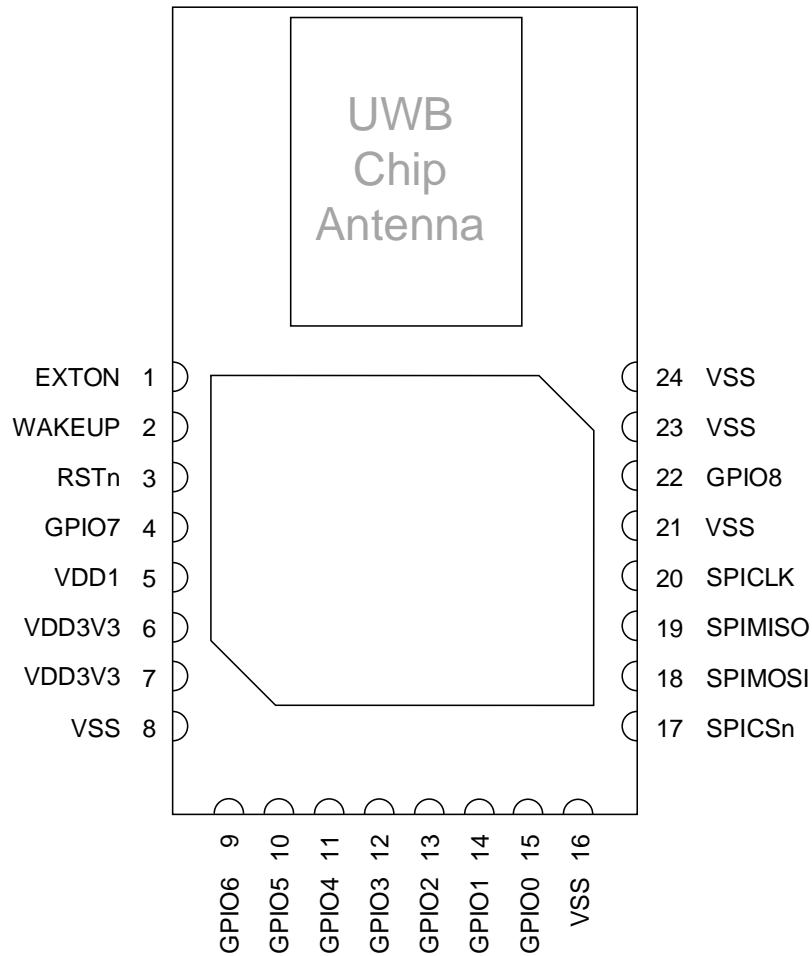 UWB
Chip
Antenna
EXTON 1
WAKEUP 2
RSTn 3
GPIO7 4
VDD1 5
VDD3V3 6
VDD3V3 7
VSS 8
24 VSS
23 VSS
22 GPIO8
21 VSS
20 SPICLK
19 SPIMISO
18 SPIMOSI
17 SPICSn
GPIO6 9
GPIO5 10
GPIO4 11
GPIO3 12
GPIO2 13
GPIO1 14
GPIO0 15
VSS 16